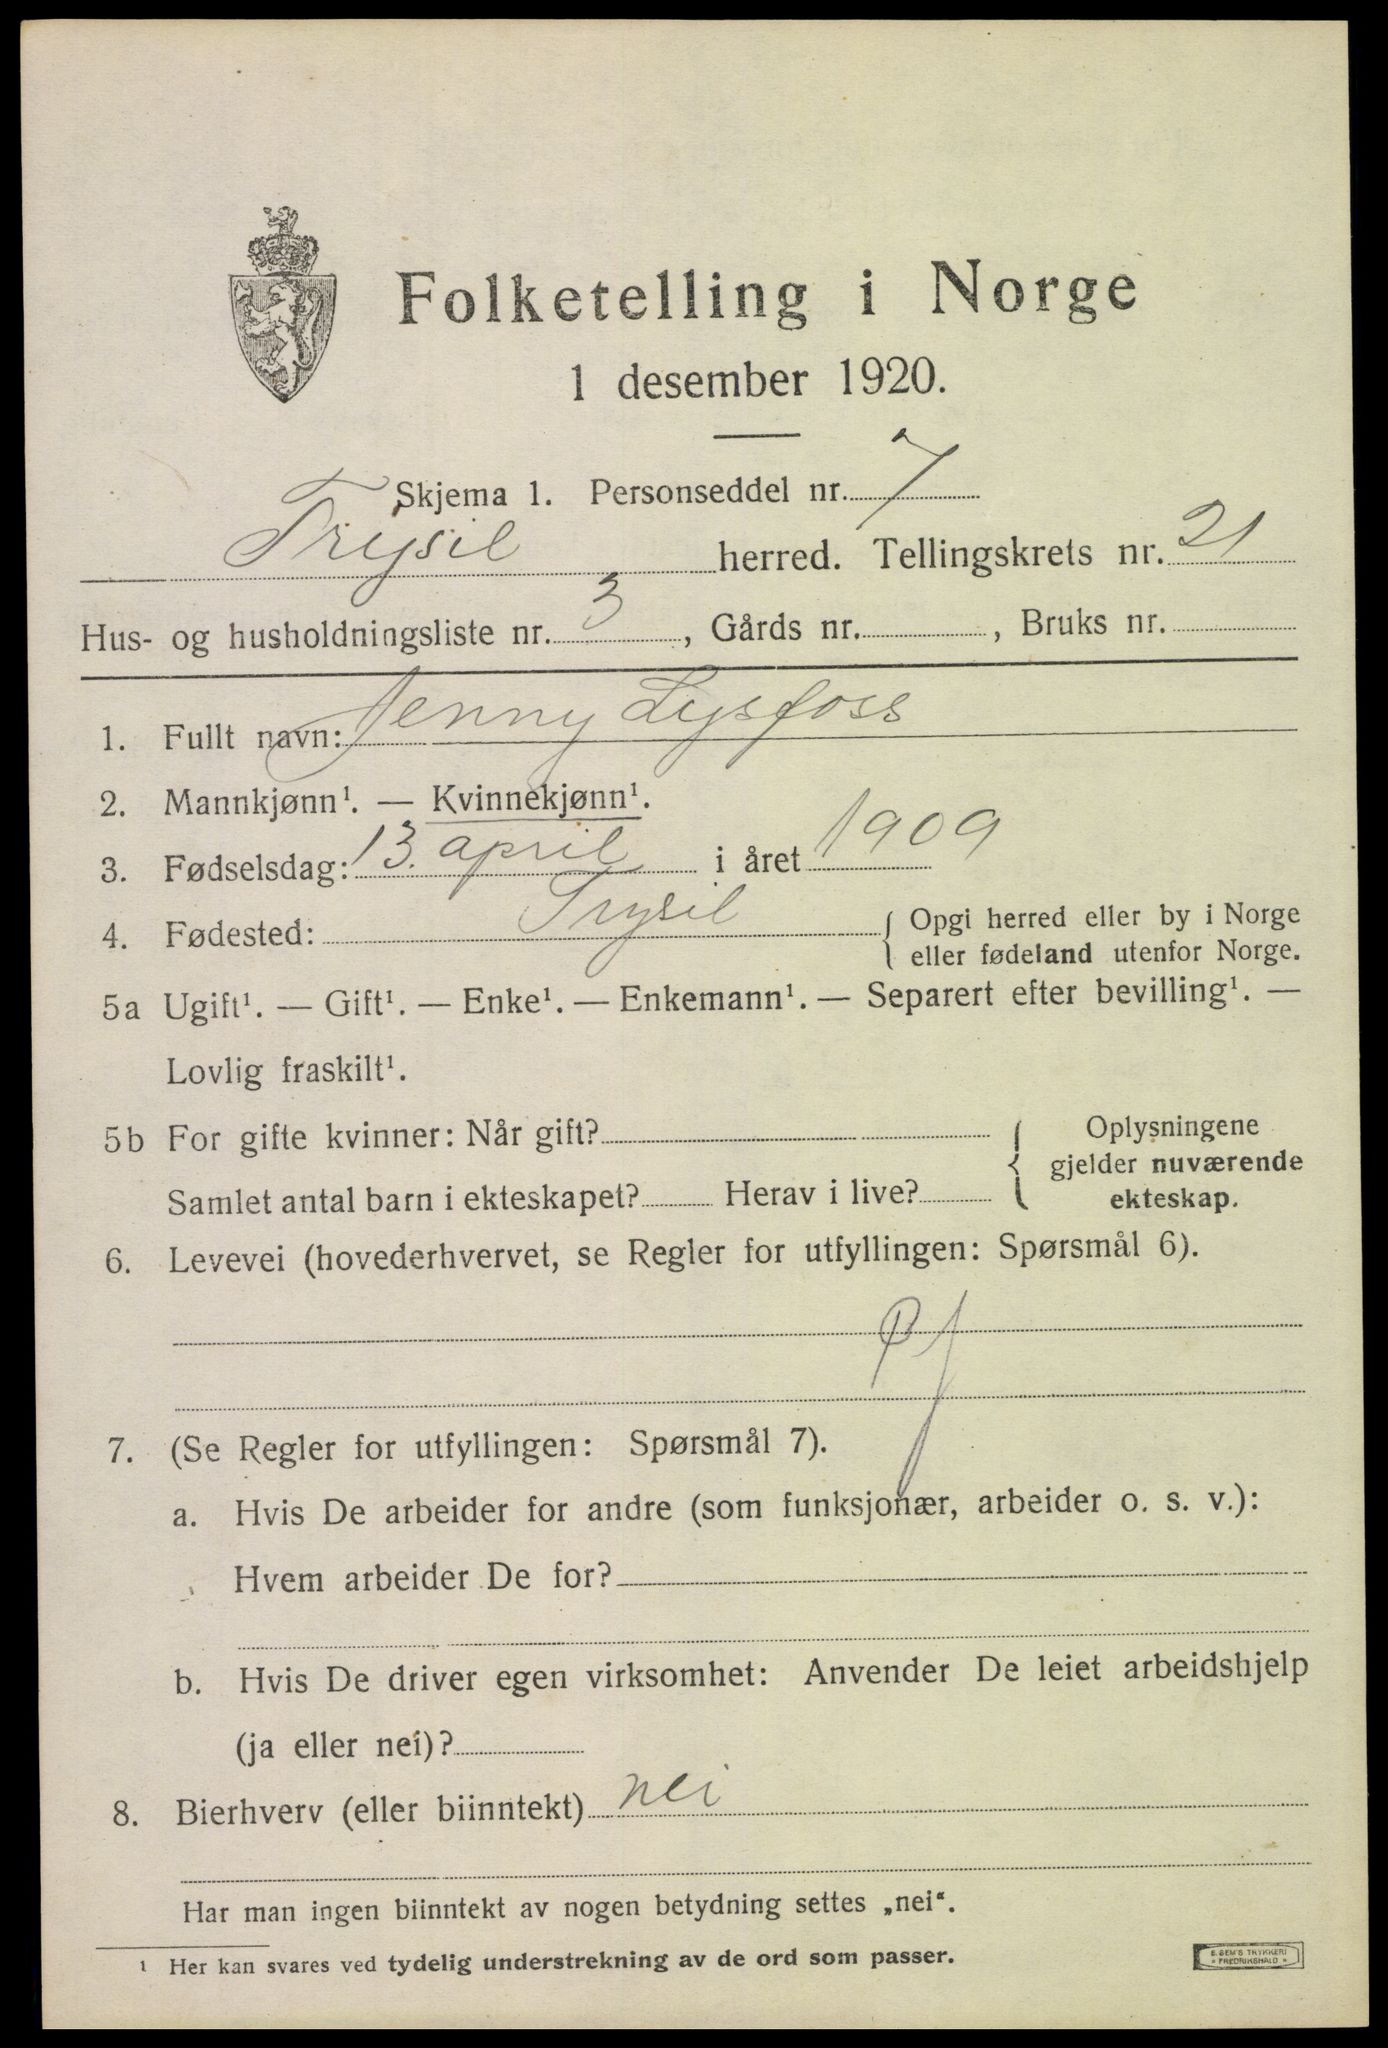 Folketelling i Norge
1 desember 1920.
Skjema 1. Personseddel nr. 7
Trysil herred. Tellingskrets nr. 21
Hus- og husholdningsliste nr. 3, Gårds nr. , Bruks nr.
1. Fullt navn: Jenny Lysfoss
2. Mannkjønn¹. — Kvinnekjønn¹.
3. Fødselsdag: 13. april i året 1909
4. Fødested: Trysil { Opgi herred eller by i Norge
eller fødeland utenfor Norge.
5a Ugift¹. — Gift¹. — Enke¹. — Enkemann¹. — Separert efter bevilling¹. —
Lovlig fraskilt¹.
5b For gifte kvinner: Når gift? { Oplysningene
gjelder nuværende
Samlet antal barn i ekteskapet? Herav i live? ekteskap.
6. Levevei (hovederhvervet, se Regler for utfyllingen: Spørsmål 6).
7. (Se Regler for utfyllingen: Spørsmål 7).
a. Hvis De arbeider for andre (som funksjonær, arbeider o. s. v.):
Hvem arbeider De for?
b. Hvis De driver egen virksomhet: Anvender De leiet arbeidshjelp
(ja eller nei)?
8. Bierhverv (eller biinntekt) nei
Har man ingen biinntekt av nogen betydning settes „nei“.
¹ Her kan svares ved tydelig understrekning av de ord som passer.
E. SEM'S TRYKKERI
FREDRIKSHALD